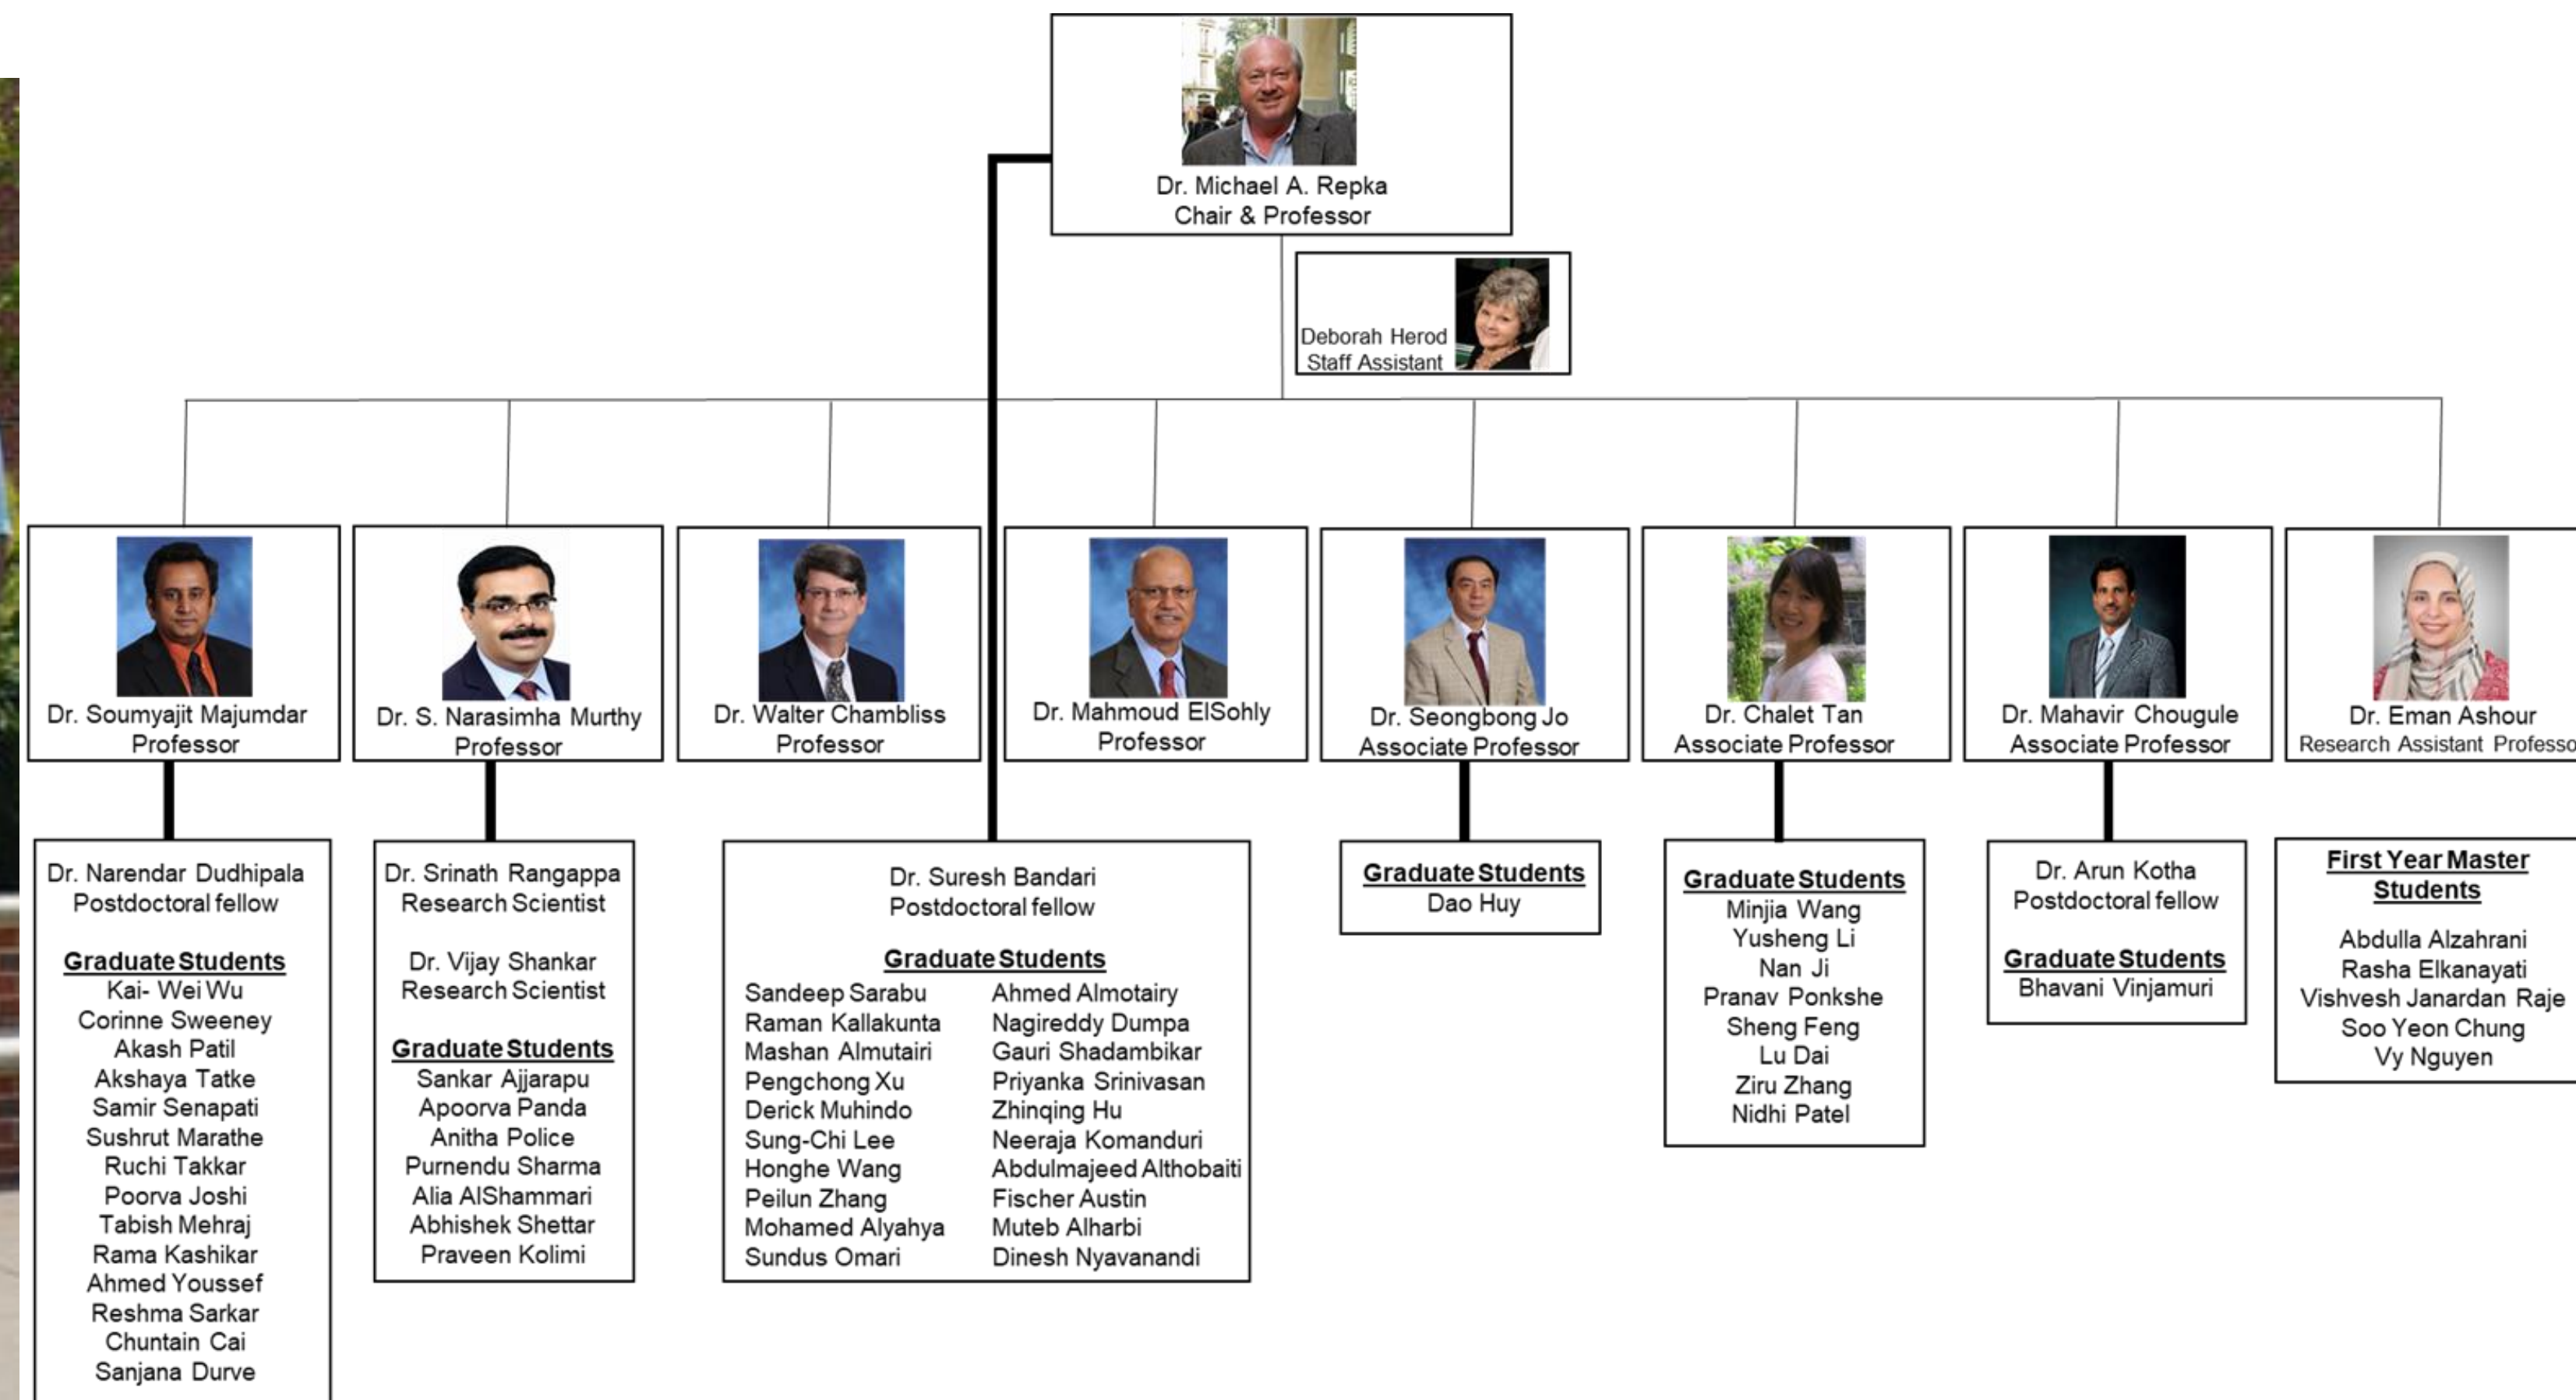 Dr. Michael A. Repka
Chair & Professor
Deborah Herod
Staff Assistant
Dr. Soumyajit Majumdar
Professor
Dr. S. Narasimha Murthy
Professor
Dr. Walter Chambliss
Professor
Dr. Mahmoud ElSohly
Professor
Dr. Seongbong Jo
Associate Professor
Dr. Chalet Tan
Associate Professor
Dr. Mahavir Chougule
Associate Professor
Dr. Eman Ashour
Research Assistant Professo
Dr. Narendar Dudhipala
Postdoctoral fellow
Graduate Students
Kai- Wei Wu
Corinne Sweeney
Akash Patil
Akshaya Tatke
Samir Senapati
Sushrut Marathe
Ruchi Takkar
Poorva Joshi
Tabish Mehraj
Rama Kashikar
Ahmed Youssef
Reshma Sarkar
Chuntain Cai
Sanjana Durve
Dr. Srinath Rangappa
Research Scientist
Dr. Vijay Shankar
Research Scientist
Graduate Students
Sankar Ajjarapu
Apoorva Panda
Anitha Police
Purnendu Sharma
Alia AlShammari
Abhishek Shettar
Praveen Kolimi
Dr. Suresh Bandari
Postdoctoral fellow
Graduate Students
Sandeep Sarabu
Raman Kallakunta
Mashan Almutairi
Pengchong Xu
Derick Muhindo
Sung-Chi Lee
Honghe Wang
Peilun Zhang
Mohamed Alyahya
Sundus Omari
Ahmed Almotairy
Nagireddy Dumpa
Gauri Shadambikar
Priyanka Srinivasan
Zhinqing Hu
Neeraja Komanduri
Abdulmajeed Althobaiti
Fischer Austin
Muteb Alharbi
Dinesh Nyavanandi
Graduate Students
Dao Huy
Graduate Students
Minjia Wang
Yusheng Li
Nan Ji
Pranav Ponkshe
Sheng Feng
Lu Dai
Ziru Zhang
Nidhi Patel
Dr. Arun Kotha
Postdoctoral fellow
Graduate Students
Bhavani Vinjamuri
First Year Master
Students
Abdulla Alzahrani
Rasha Elkanayati
Vishvesh Janardan Raje
Soo Yeon Chung
Vy Nguyen